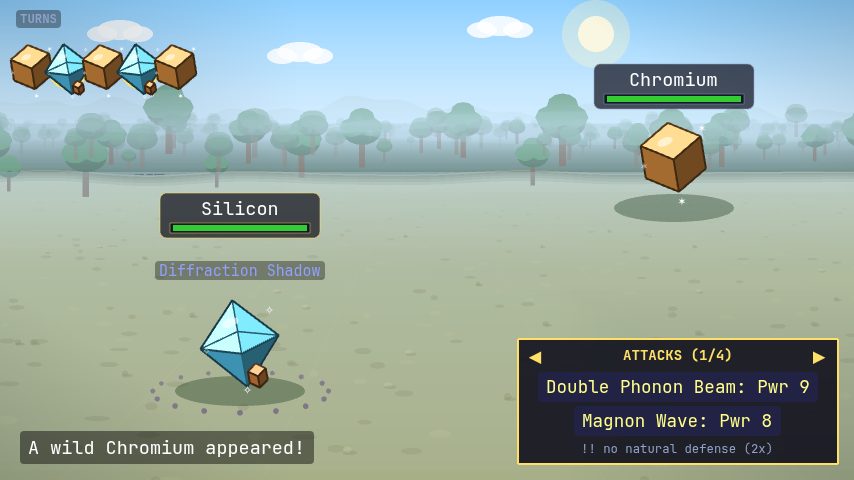 TURNS
Chromium
Silicon
Diffraction Shadow
◀ ATTACKS (1/4) ▶
Double Phonon Beam: Pwr 9
Magnon Wave: Pwr 8
!! no natural defense (2x)
A wild Chromium appeared!